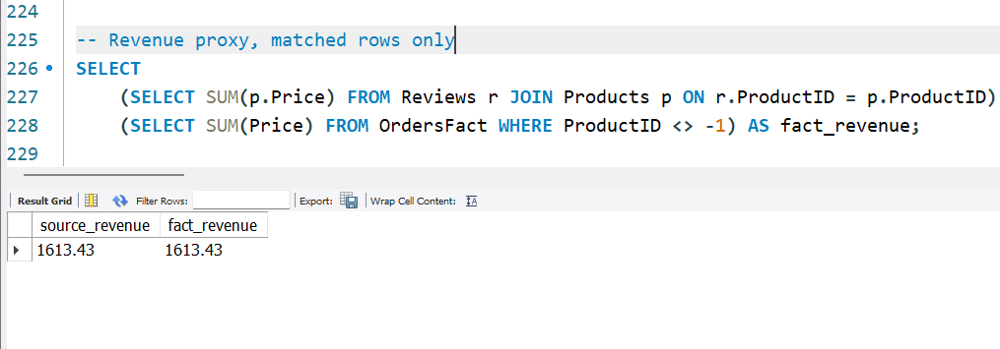 224
225 -- Revenue proxy, matched rows only
226 SELECT
227 (SELECT SUM(p.Price) FROM Reviews r JOIN Products p ON r.ProductID = p.ProductID)
228 (SELECT SUM(Price) FROM OrdersFact WHERE ProductID <> -1) AS fact_revenue;
229
Result Grid Filter Rows: Export: Wrap Cell Content: IA
source_revenue fact_revenue
1613.43 1613.43